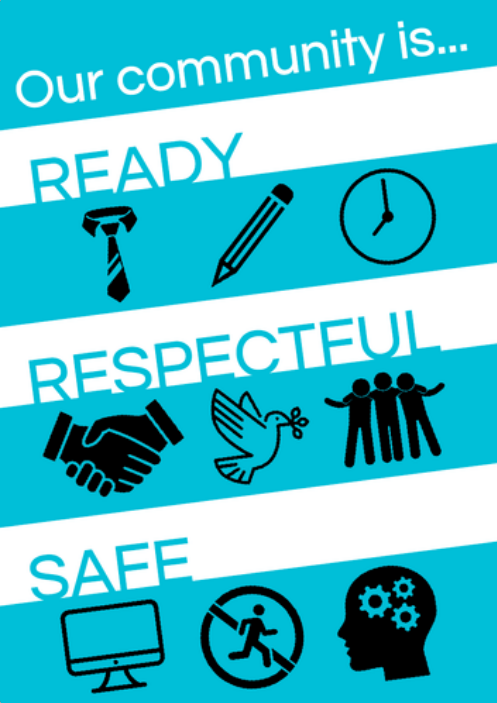 Our community is...
READY
RESPECTFUL
SAFE